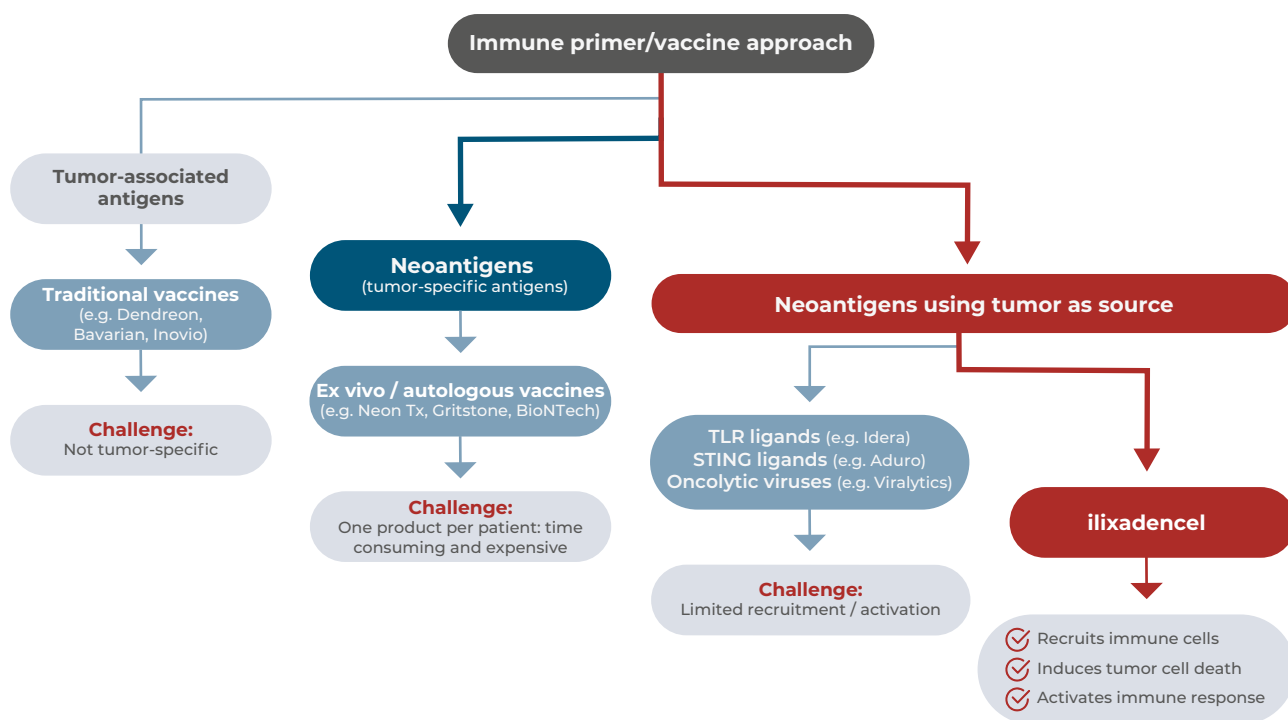 Immune primer/vaccine approach
Tumor-associated
antigens
Traditional vaccines
(e.g. Dendreon,
Bavarian, Inovio)
Challenge:
Not tumor-specific
Neoantigens
(tumor-specific antigens)
Ex vivo / autologous vaccines
(e.g. Neon Tx, Gritstone, BioNTech)
Challenge:
One product per patient: time
consuming and expensive
Neoantigens using tumor as source
TLR ligands (e.g. Idera)
STING ligands (e.g. Aduro)
Oncolytic viruses (e.g. Viralytics)
Challenge:
Limited recruitment / activation
ilixadencel
Recruits immune cells
Induces tumor cell death
Activates immune response